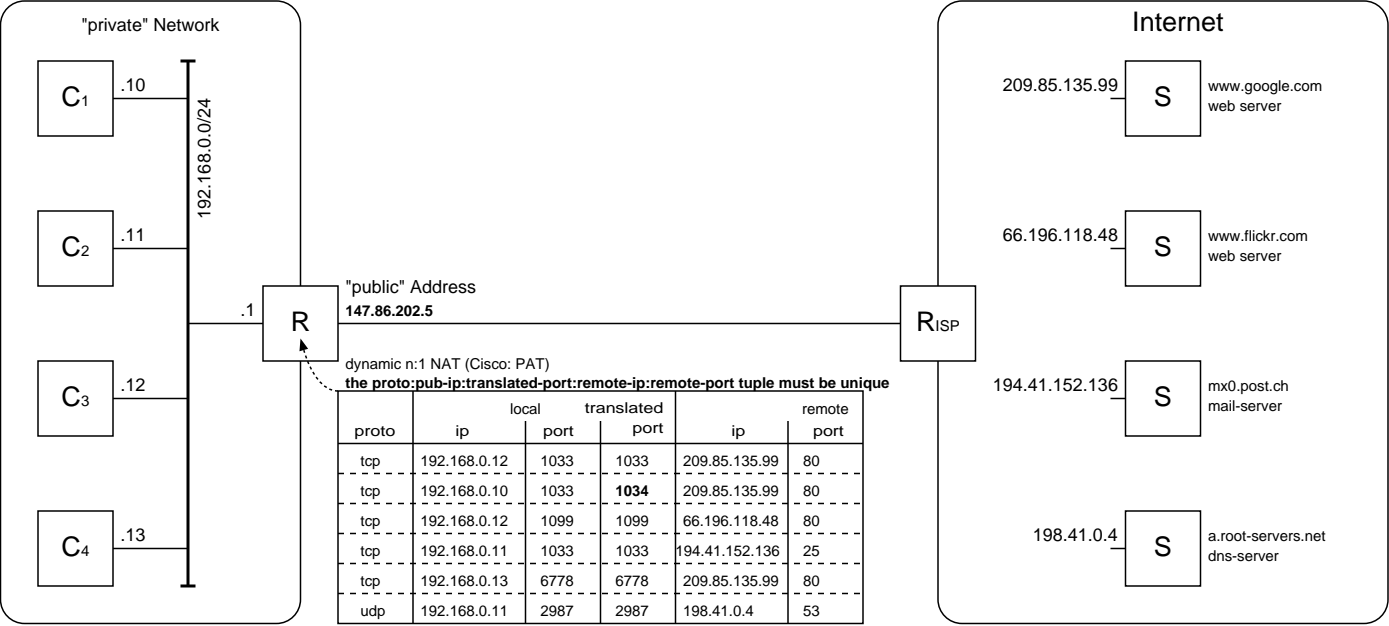 "private" Network
C1
.10
192.168.0.0/24
C2
.11
.1
C3
.12
C4
.13
R
"public" Address
147.86.202.5
dynamic n:1 NAT (Cisco: PAT)
the proto:pub-ip:translated-port:remote-ip:remote-port tuple must be unique
local translated remote
proto ip port port ip port
tcp 192.168.0.12 1033 1033 209.85.135.99 80
tcp 192.168.0.10 1033 1034 209.85.135.99 80
tcp 192.168.0.12 1099 1099 66.196.118.48 80
tcp 192.168.0.11 1033 1033 194.41.152.136 25
tcp 192.168.0.13 6778 6778 209.85.135.99 80
udp 192.168.0.11 2987 2987 198.41.0.4 53
RISP
Internet
209.85.135.99
S
www.google.com
web server
66.196.118.48
S
www.flickr.com
web server
194.41.152.136
S
mx0.post.ch
mail-server
198.41.0.4
S
a.root-servers.net
dns-server